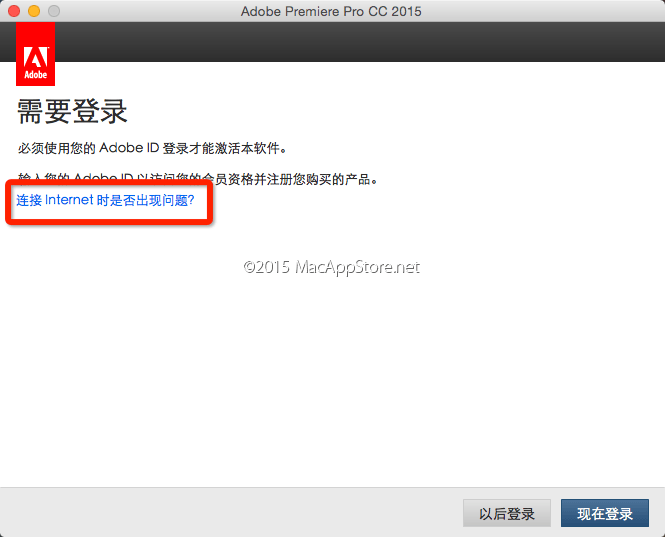 Adobe Premiere Pro CC 2015
Adobe
需要登录
必须使用您的 Adobe ID 登录才能激活本软件。
输入您的 Adobe ID 以访问您的会员资格并注册您购买的产品。
连接 Internet 时是否出现问题?
©2015 MacAppStore.net
以后登录
现在登录